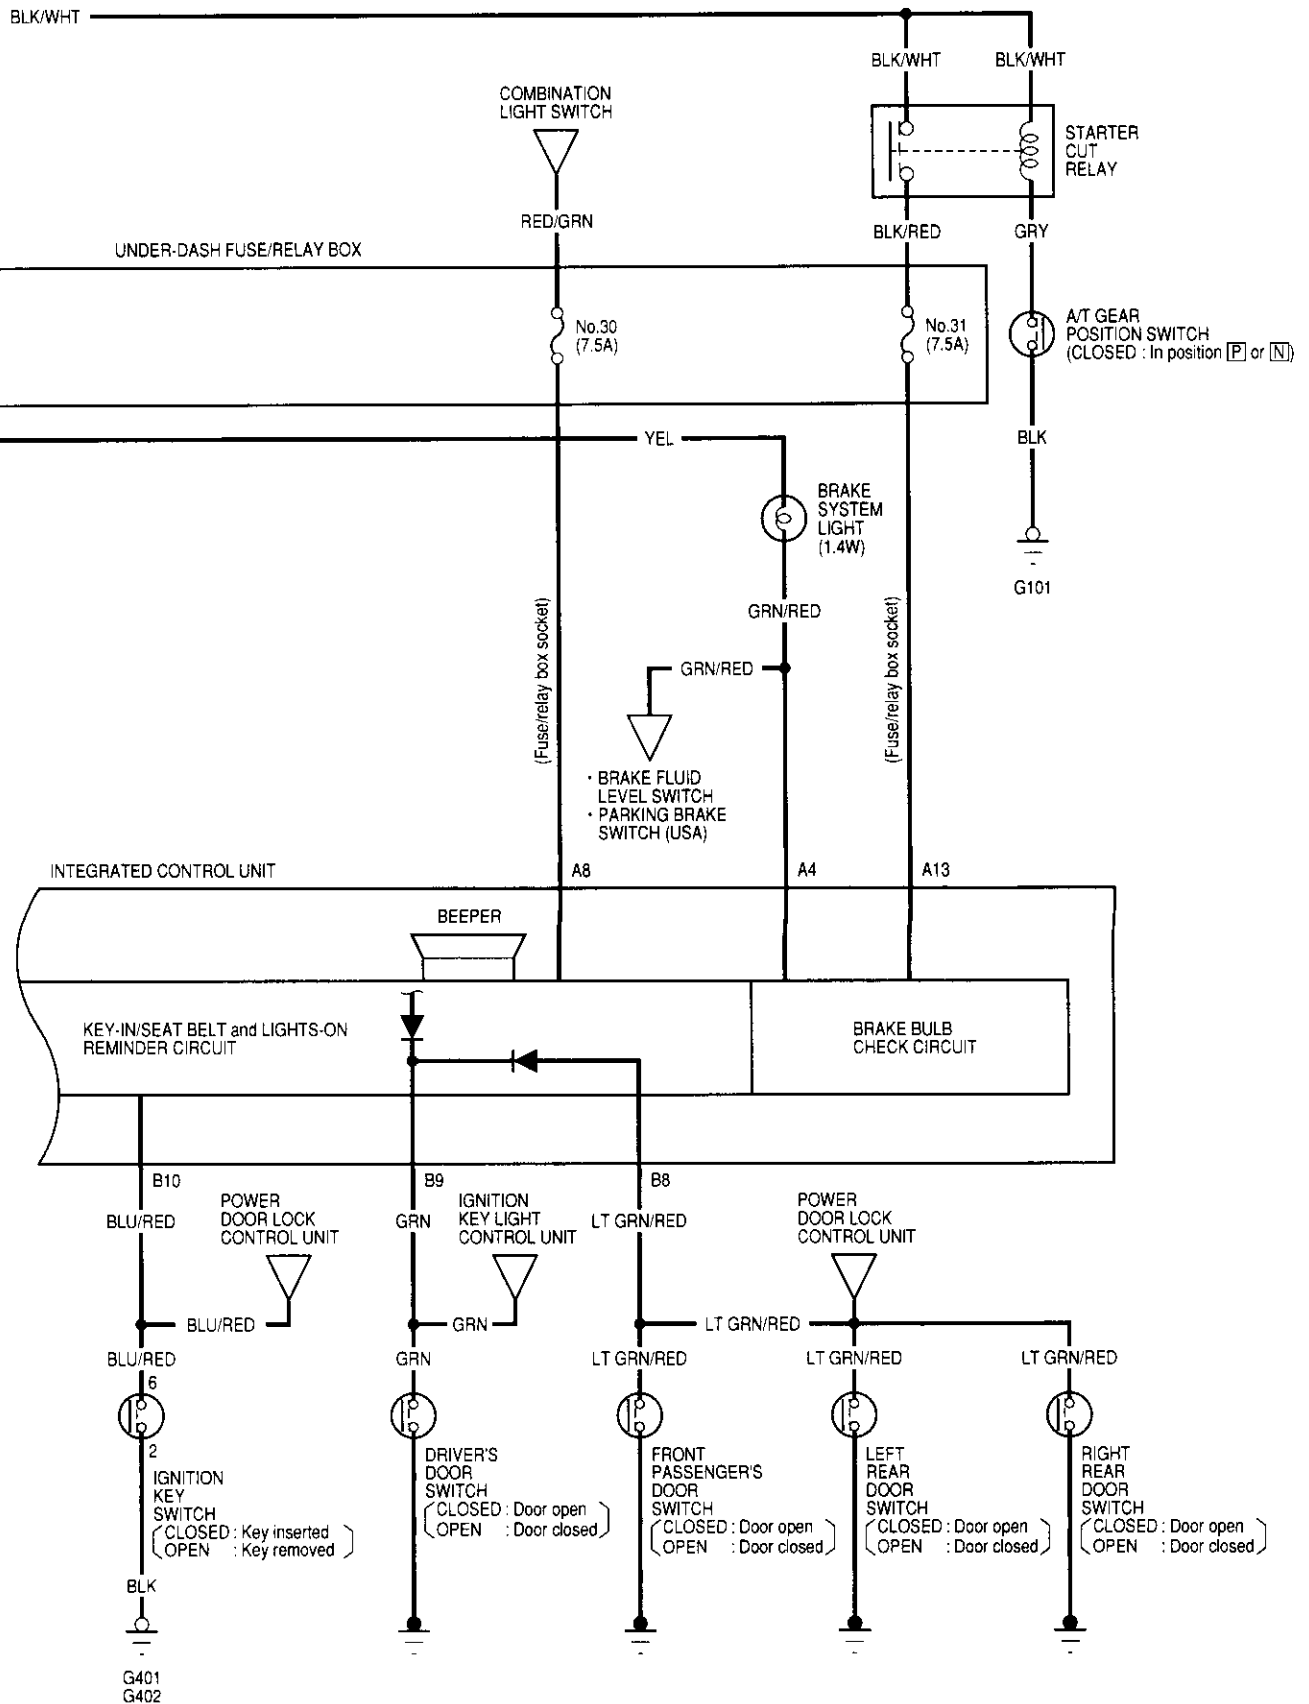 BLK/WHT
BLK/WHT
BLK/WHT
COMBINATION
LIGHT SWITCH
STARTER
CUT
RELAY
RED/GRN
BLK/RED
GRY
UNDER-DASH FUSE/RELAY BOX
No.30
(7.5A)
No.31
(7.5A)
A/T GEAR
POSITION SWITCH
(CLOSED : In position P or N)
YEL
BLK
BRAKE
SYSTEM
LIGHT
(1.4W)
G101
GRN/RED
(Fuse/relay box socket)
(Fuse/relay box socket)
GRN/RED
· BRAKE FLUID
LEVEL SWITCH
· PARKING BRAKE
SWITCH (USA)
INTEGRATED CONTROL UNIT
A8
A4
A13
BEEPER
KEY-IN/SEAT BELT and LIGHTS-ON
REMINDER CIRCUIT
BRAKE BULB
CHECK CIRCUIT
B10
B9
B8
POWER
DOOR LOCK
CONTROL UNIT
IGNITION
KEY LIGHT
CONTROL UNIT
POWER
DOOR LOCK
CONTROL UNIT
BLU/RED
GRN
LT GRN/RED
BLU/RED
GRN
LT GRN/RED
BLU/RED
GRN
LT GRN/RED
LT GRN/RED
LT GRN/RED
6
2
IGNITION
KEY
SWITCH
CLOSED : Key inserted
OPEN : Key removed
DRIVER'S
DOOR
SWITCH
CLOSED : Door open
OPEN : Door closed
FRONT
PASSENGER'S
DOOR
SWITCH
CLOSED : Door open
OPEN : Door closed
LEFT
REAR
DOOR
SWITCH
CLOSED : Door open
OPEN : Door closed
RIGHT
REAR
DOOR
SWITCH
CLOSED : Door open
OPEN : Door closed
BLK
G401
G402